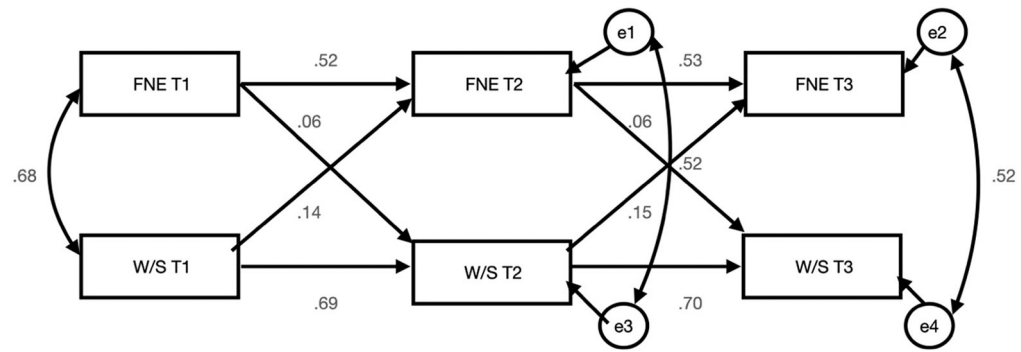 e1
e2
.52
.53
FNE T1
FNE T2
FNE T3
.06
.06
.68
.52
.52
.14
.15
W/S T1
W/S T2
W/S T3
.69
.70
e3
e4